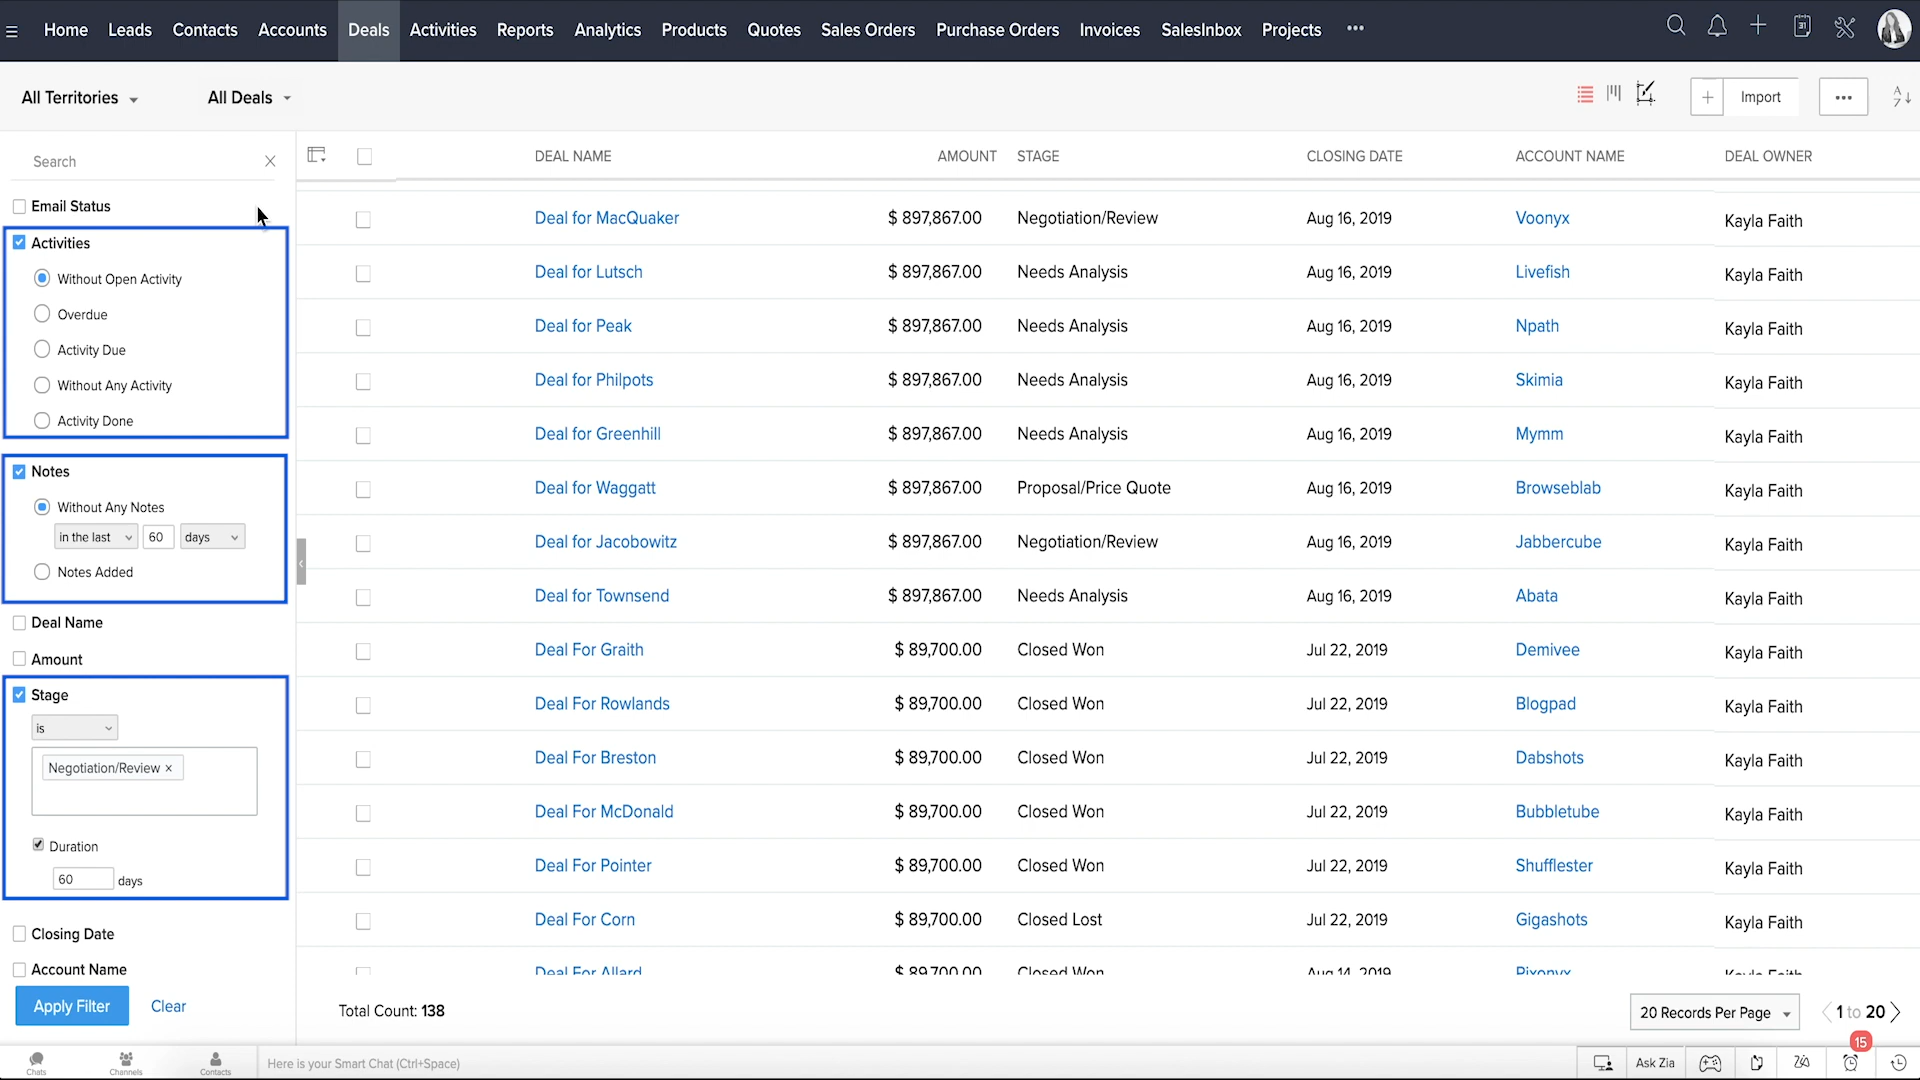 Home Leads Contacts Accounts Deals Activities Reports Analytics Products Quotes Sales Orders Purchase Orders Invoices SalesInbox Projects •••
31
All Territories All Deals
+ Import ••• A Z
Search
Email Status
Activities
Without Open Activity
Overdue
Activity Due
Without Any Activity
Activity Done
Notes
Without Any Notes
in the last 60 days
Notes Added
Deal Name
Amount
Stage
is
Negotiation/Review ×
Duration
60 days
Closing Date
Account Name
Apply Filter Clear
DEAL NAME AMOUNT STAGE CLOSING DATE ACCOUNT NAME DEAL OWNER
Deal for MacQuaker $ 897,867.00 Negotiation/Review Aug 16, 2019 Voonyx Kayla Faith
Deal for Lutsch $ 897,867.00 Needs Analysis Aug 16, 2019 Livefish Kayla Faith
Deal for Peak $ 897,867.00 Needs Analysis Aug 16, 2019 Npath Kayla Faith
Deal for Philpots $ 897,867.00 Needs Analysis Aug 16, 2019 Skimia Kayla Faith
Deal for Greenhill $ 897,867.00 Needs Analysis Aug 16, 2019 Mymm Kayla Faith
Deal for Waggatt $ 897,867.00 Proposal/Price Quote Aug 16, 2019 Browseblab Kayla Faith
Deal for Jacobowitz $ 897,867.00 Negotiation/Review Aug 16, 2019 Jabbercube Kayla Faith
Deal for Townsend $ 897,867.00 Needs Analysis Aug 16, 2019 Abata Kayla Faith
Deal For Graith $ 89,700.00 Closed Won Jul 22, 2019 Demivee Kayla Faith
Deal For Rowlands $ 89,700.00 Closed Won Jul 22, 2019 Blogpad Kayla Faith
Deal For Breston $ 89,700.00 Closed Won Jul 22, 2019 Dabshots Kayla Faith
Deal For McDonald $ 89,700.00 Closed Won Jul 22, 2019 Bubbletube Kayla Faith
Deal For Pointer $ 89,700.00 Closed Won Jul 22, 2019 Shufflester Kayla Faith
Deal For Corn $ 89,700.00 Closed Lost Jul 22, 2019 Gigashots Kayla Faith
Deal For Allard $ 89,700.00 Closed Won Aug 14, 2019 Pixonyx Kayla Faith
Total Count: 138
20 Records Per Page 1 to 20
15
Chats Channels Contacts Here is your Smart Chat (Ctrl+Space) Ask Zia